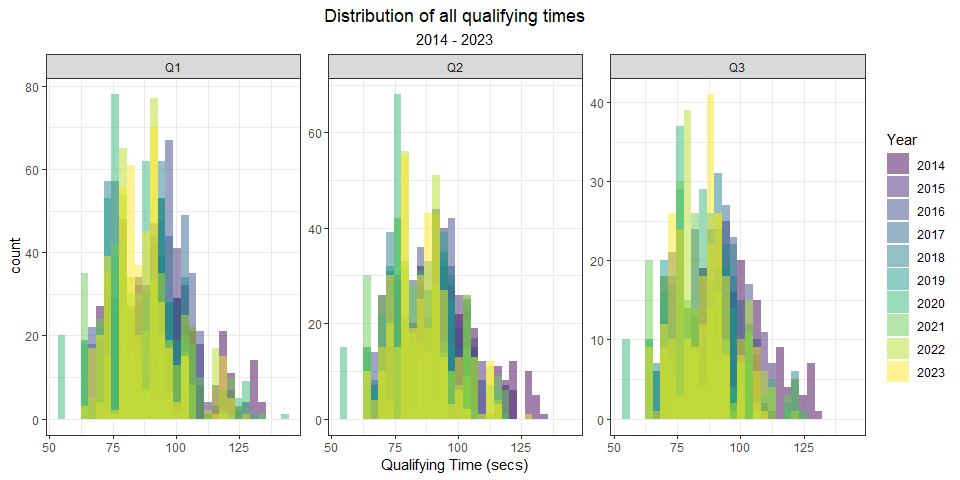 Distribution of all qualifying times
2014 - 2023
Q1 Q2 Q3
count
80
60
40
20
0
50 75 100 125
60
40
20
0
50 75 100 125
40
30
20
10
0
50 75 100 125
Qualifying Time (secs)
Year
2014
2015
2016
2017
2018
2019
2020
2021
2022
2023